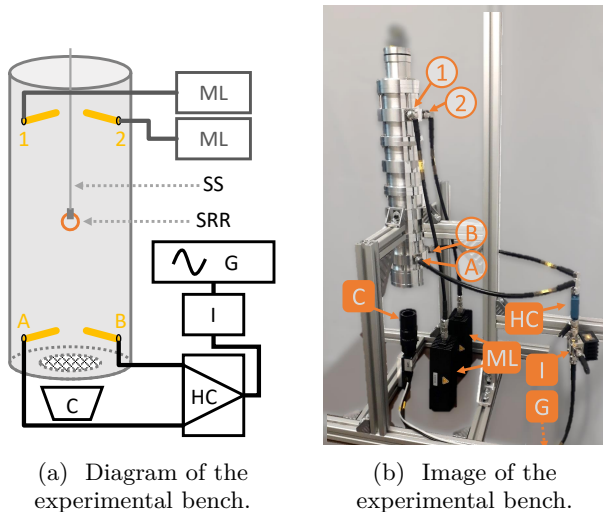 ML
1
2
ML
SS
SRR
G
I
A
B
HC
C
(a) Diagram of the
experimental bench.
1
2
B
A
C
HC
ML
I
G
(b) Image of the
experimental bench.